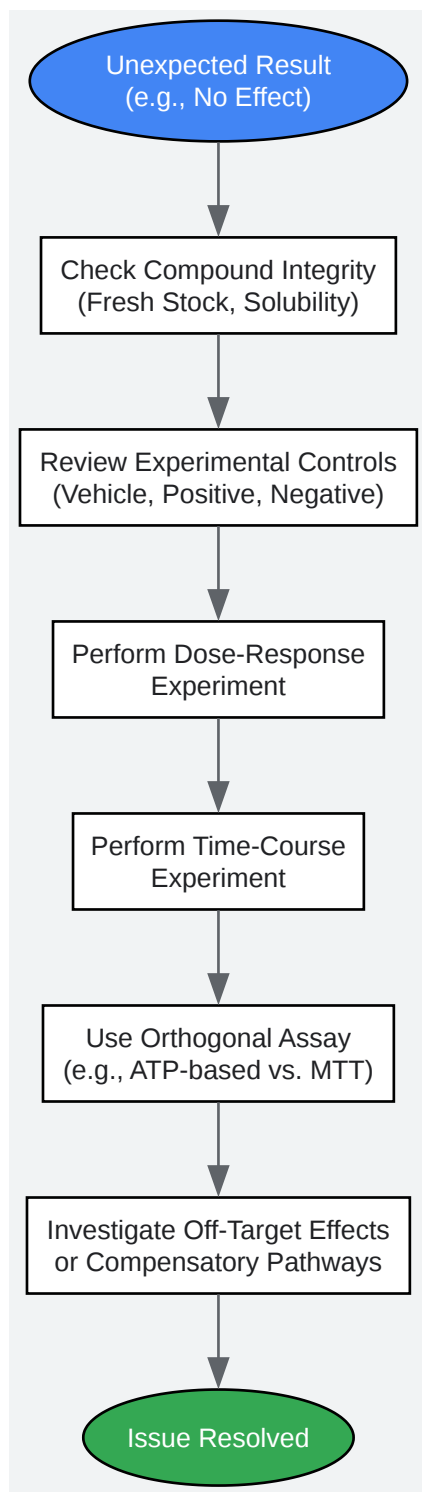 Unexpected Result
(e.g., No Effect)
Check Compound Integrity
(Fresh Stock, Solubility)
Review Experimental Controls
(Vehicle, Positive, Negative)
Perform Dose-Response
Experiment
Perform Time-Course
Experiment
Use Orthogonal Assay
(e.g., ATP-based vs. MTT)
Investigate Off-Target Effects
or Compensatory Pathways
Issue Resolved